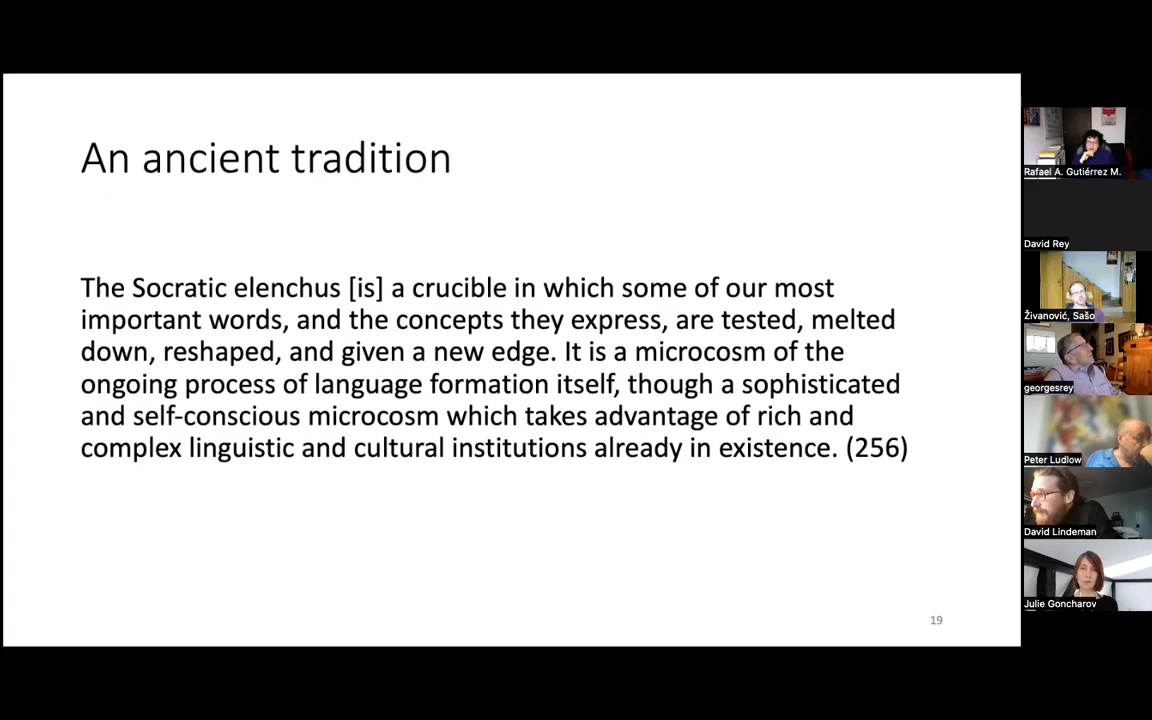 An ancient tradition
The Socratic elenchus [is] a crucible in which some of our most
important words, and the concepts they express, are tested, melted
down, reshaped, and given a new edge. It is a microcosm of the
ongoing process of language formation itself, though a sophisticated
and self-conscious microcosm which takes advantage of rich and
complex linguistic and cultural institutions already in existence. (256)
19
Rafael A. Gutiérrez M.
David Rey
Živanović, Sašo
georgesrey
Peter Ludlow
David Lindeman
Julie Goncharov